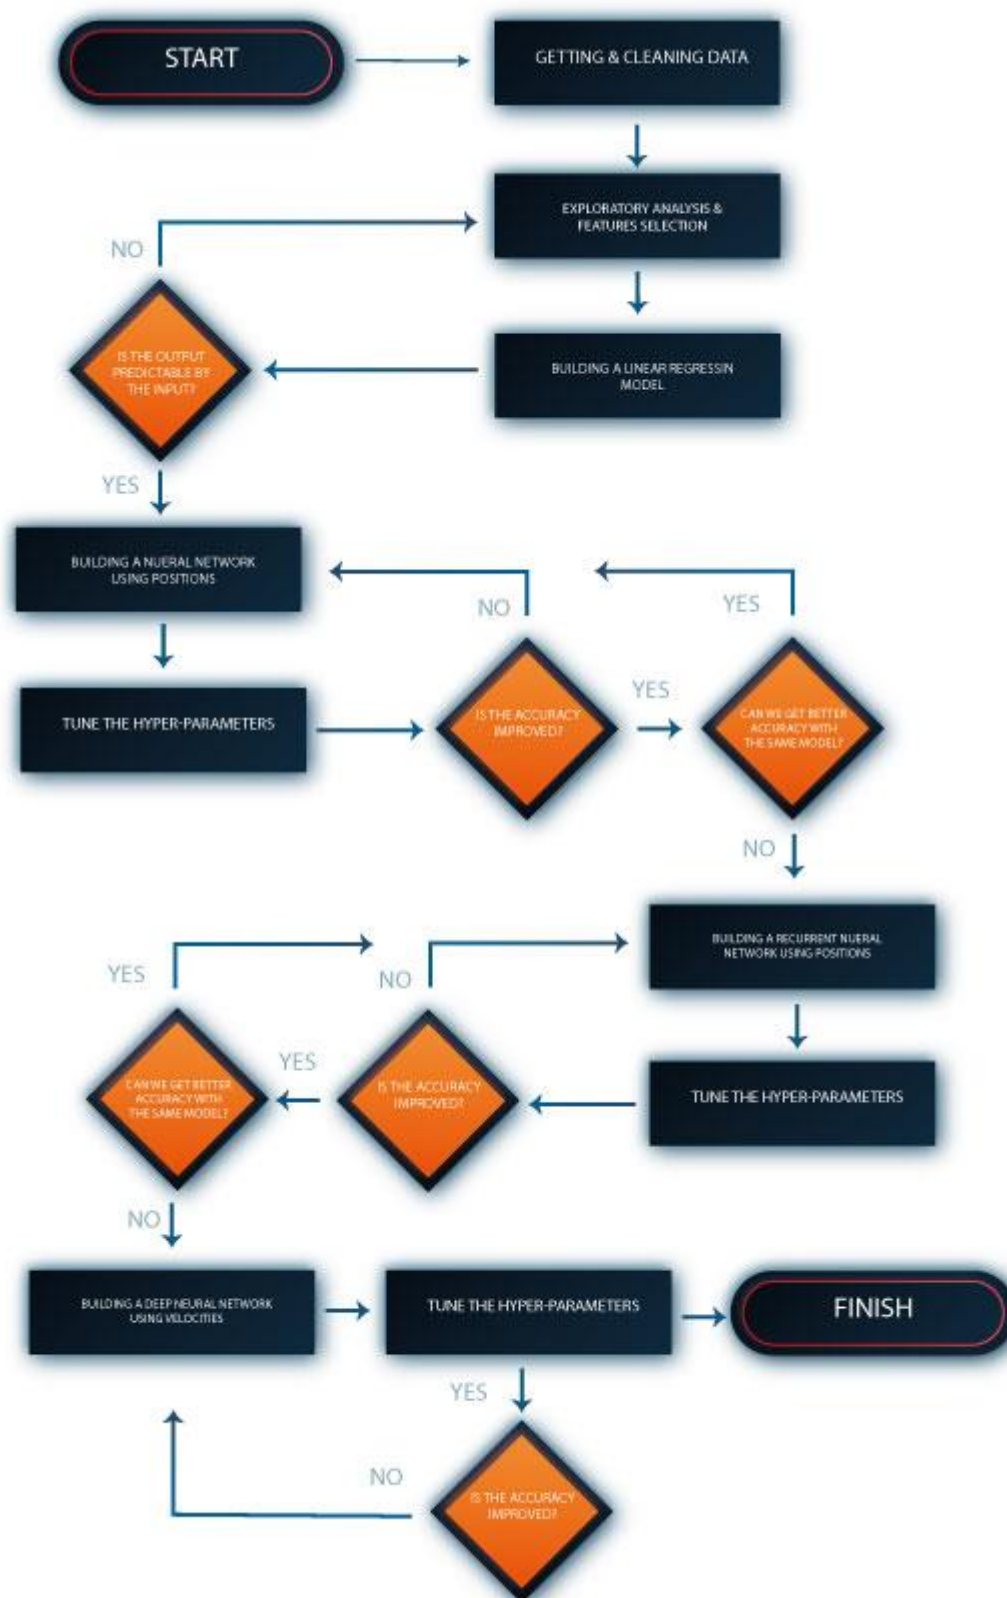 START
GETTING & CLEANING DATA
EXPLORATORY ANALYSIS &
FEATURES SELECTION
NO
IS THE OUTPUT
PREDICTABLE BY
THE INPUT?
BUILDING A LINEAR REGRESSIN
MODEL
YES
BUILDING A NUERAL NETWORK
USING POSITIONS
NO
YES
TUNE THE HYPER-PARAMETERS
IS THE ACCURACY
IMPROVED?
YES
CAN WE GET BETTER
ACCURACY WITH
THE SAME MODEL?
NO
BUILDING A RECURRENT NUERAL
NETWORK USING POSITIONS
YES
NO
CAN WE GET BETTER
ACCURACY WITH
THE SAME MODEL?
YES
IS THE ACCURACY
IMPROVED?
TUNE THE HYPER-PARAMETERS
NO
BUILDING A DEEP NEURAL NETWORK
USING VELOCITIES
TUNE THE HYPER-PARAMETERS
FINISH
YES
NO
IS THE ACCURACY
IMPROVED?